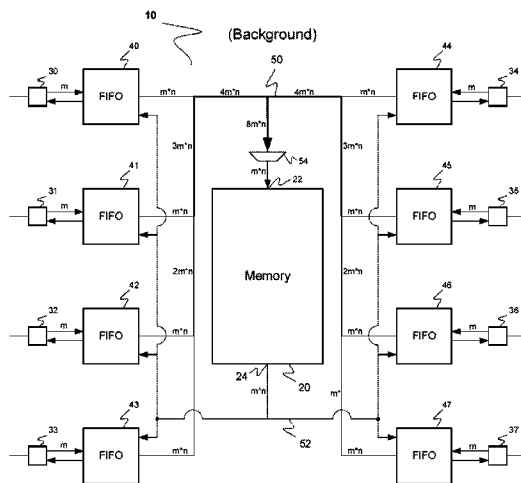 10
(Background)
40
50
44
30
m
FIFO
m*n
4m*n
4m*n
m*n
FIFO
m
34
8m*n
54
3m*n
m*n
3m*n
22
41
45
31
m
FIFO
m*n
m*n
FIFO
m
35
Memory
2m*n
2m*n
42
46
32
m
FIFO
m*n
m*n
FIFO
m
36
24
m*n
20
m*
43
47
33
m
FIFO
m*n
52
m*n
FIFO
m
37